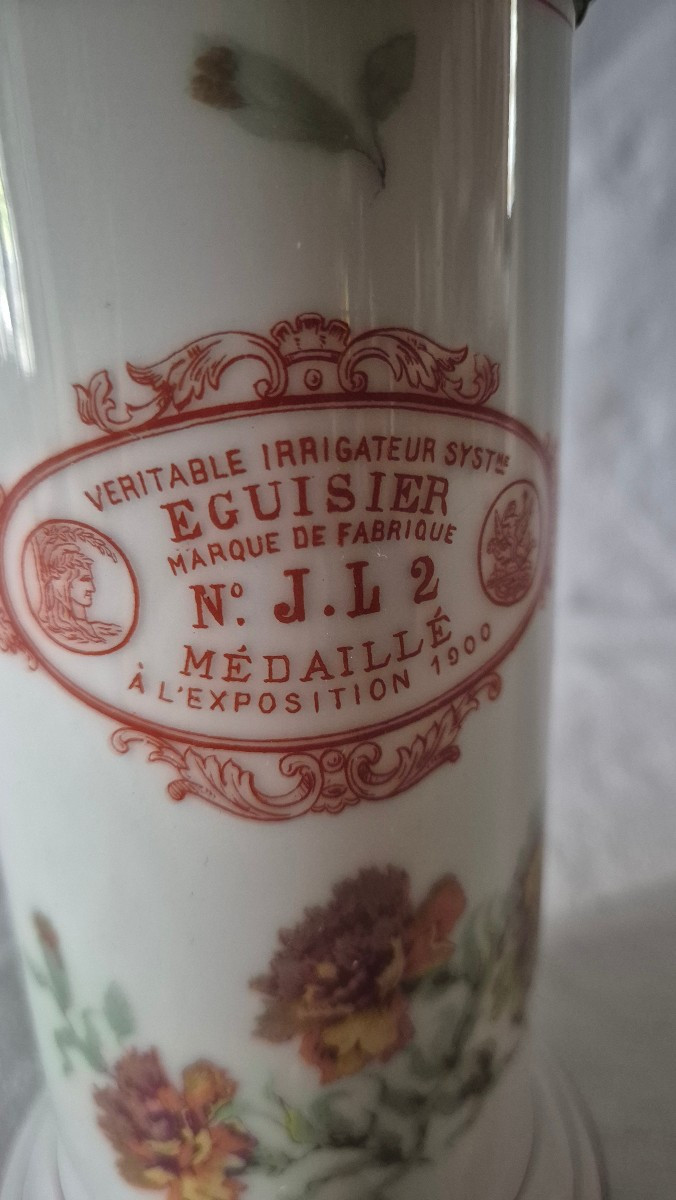 VERITABLE IRRIGATEUR SYSTME
EGUISIER
MARQUE DE FABRIQUE
No. J.L 2
MÉDAILLÉ
À L'EXPOSITION 1900